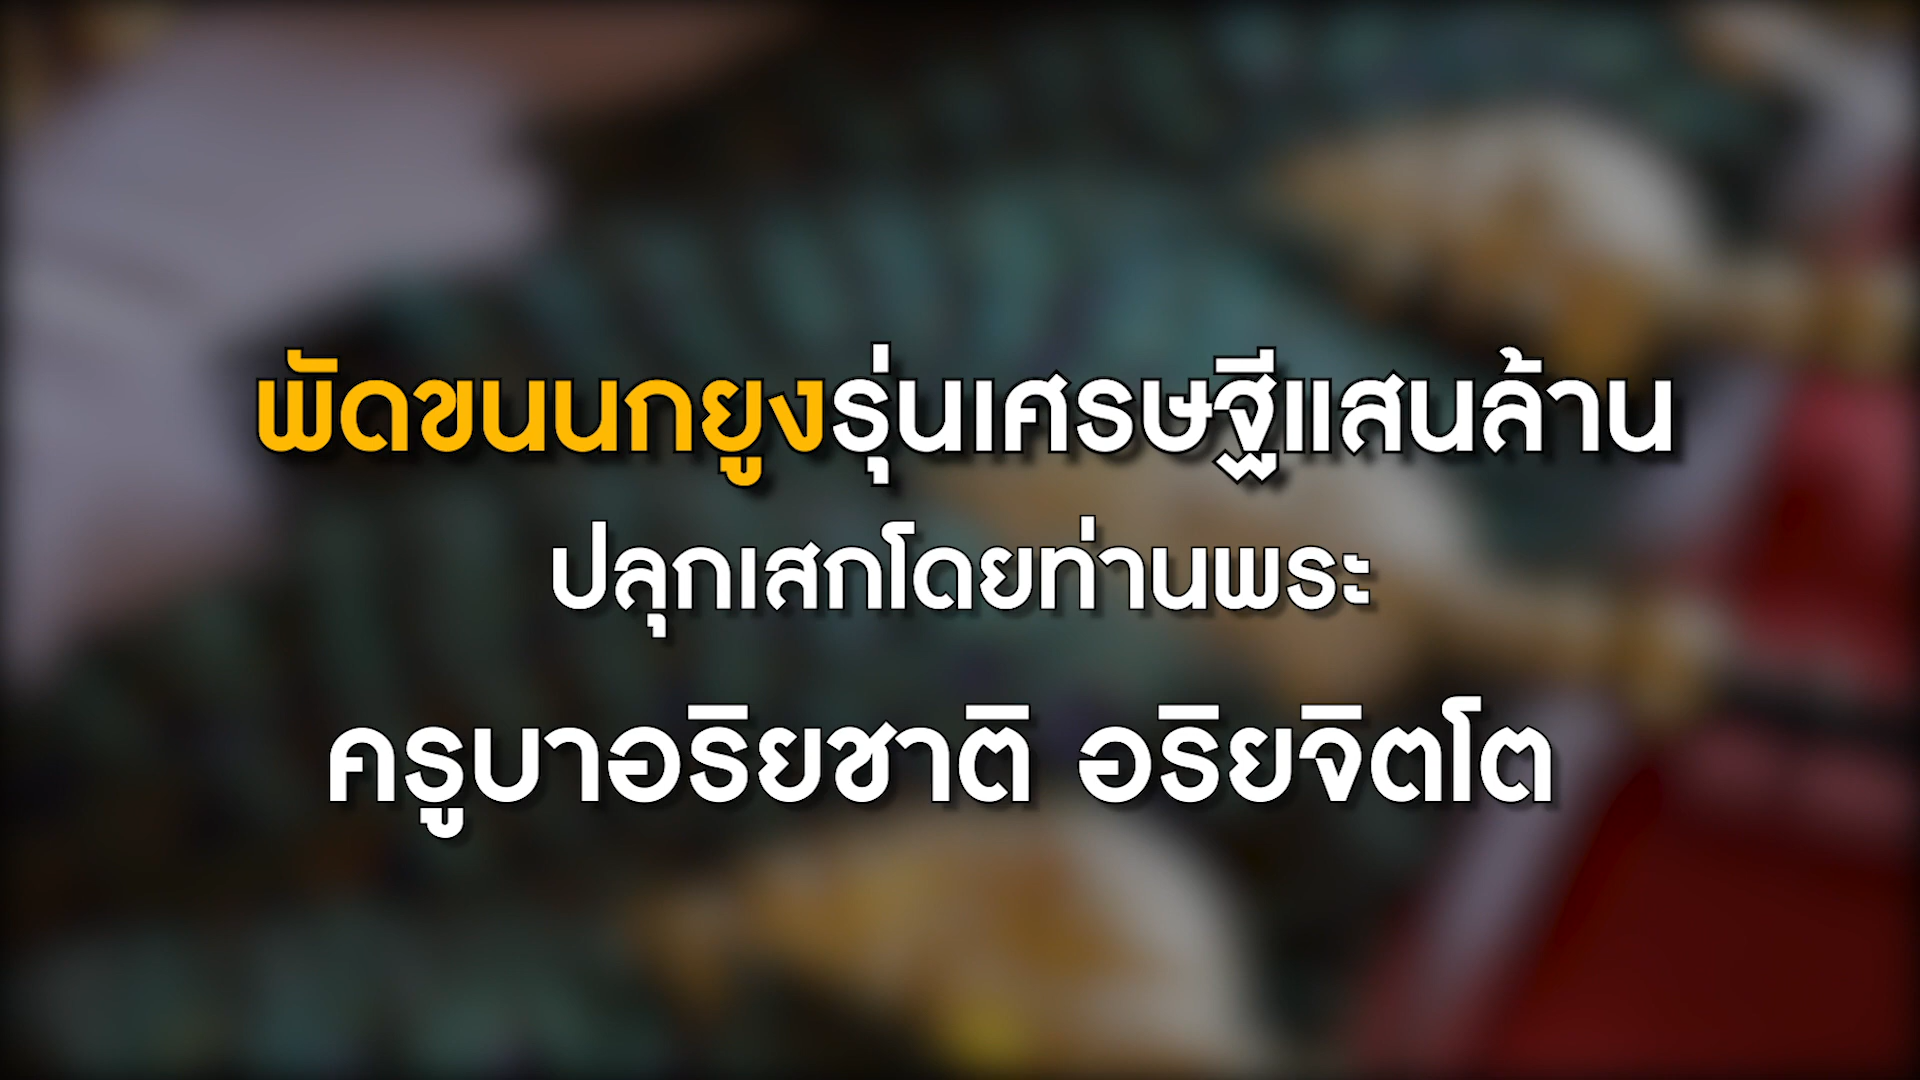 พัดขนนกยูงรุ่นเศรษฐีแสนล้าน
ปลุกเสกโดยท่านพระ
ครูบาอริยชาติ อริยจิตโต